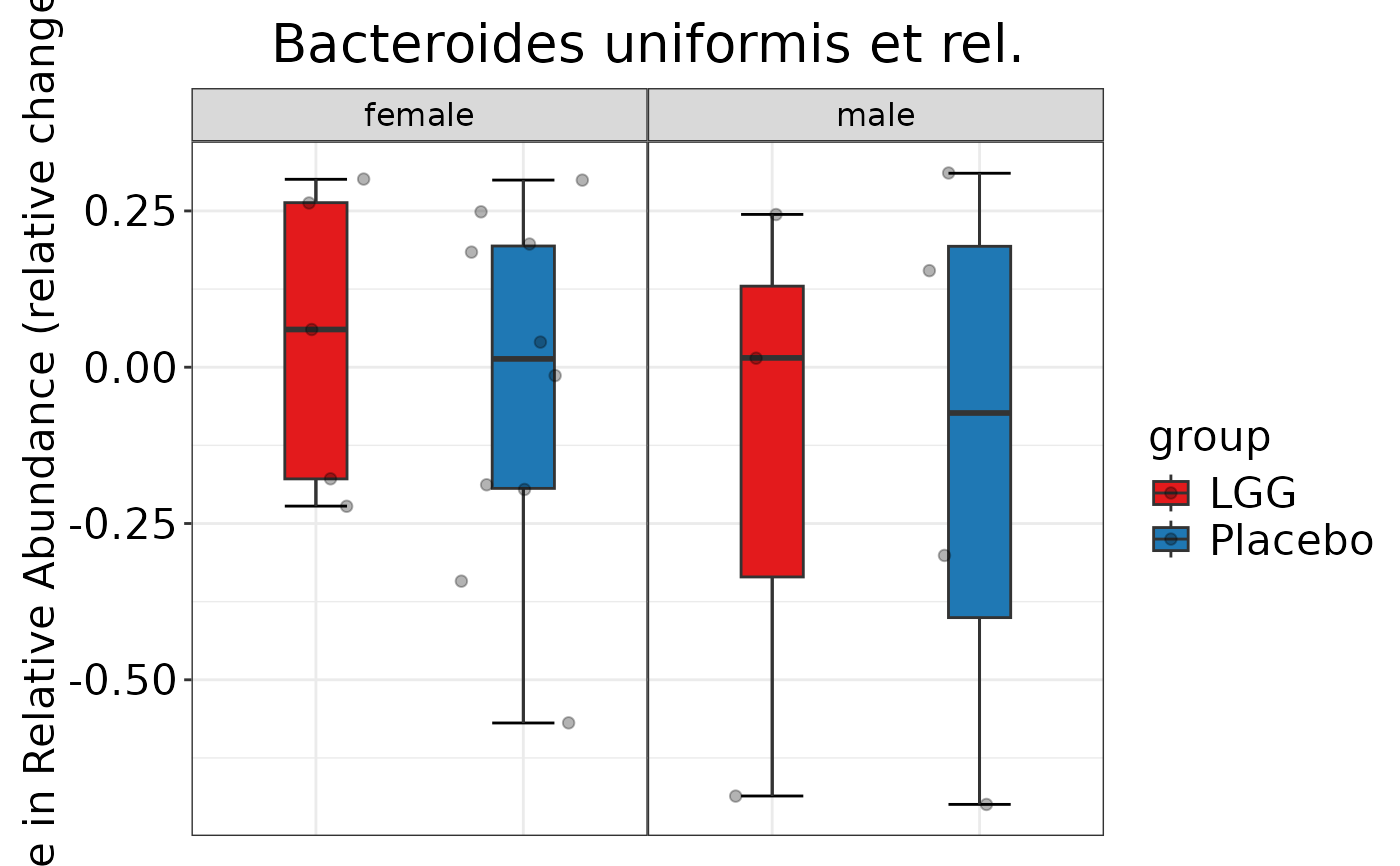 Bacteroides uniformis et rel.
female
male
e in Relative Abundance (relative change
0.25
0.00
-0.25
-0.50
group
LGG
Placebo